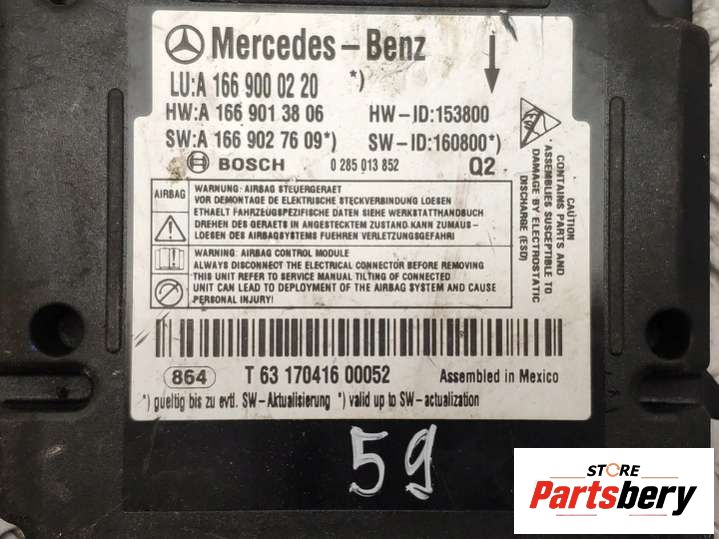 Mercedes-Benz
LU:A 166 900 02 20 *)
HW:A 166 901 38 06 HW-ID:153800
SW:A 166 902 76 09*) SW-ID:160800*)
BOSCH 0 285 013 852 Q2
AIRBAG
WARNUNG: AIRBAG STEUERGERAET
VOR DEMONTAGE DE ELEKTRISCHE STECKVERBINDUNG LOESEN
ETHAELT FAHRZEUGSPEZIFISCHE DATEN SIEHE WERKSTATTHANDBUCH
DREHEN DES GERAETS IN ANGESTECKTEM ZUSTAND.KANN ZUMAUS-
LOESEN DES AIRBAGSYSTEMS FUEHREN VERLETZUNGSGEFAHR!
WARNING: AIRBAG CONTROL MODULE
ALWAYS DISCONNECT THE ELECTRICAL CONNECTOR BEFORE REMOVING
THIS UNIT REFER TO SERVICE MANUAL TILTING OF CONNECTED
UNIT CAN LEAD TO DEPLOYMENT OF THE AIRBAG SYSTEM AND CAUSE
PERSONAL INJURY!
CAUTION
CONTAINS PARTS AND
ASSEMBLIES SUSCEPTIBLE TO
DAMAGE BY ELECTROSTATIC
DISCHARGE (ESD)
864 T 63 170416 00052 Assembled in Mexico
*) gueltig bis zu evtl. SW-Aktualisierung *) valid up to SW-actualization
59
STORE
Partsbery